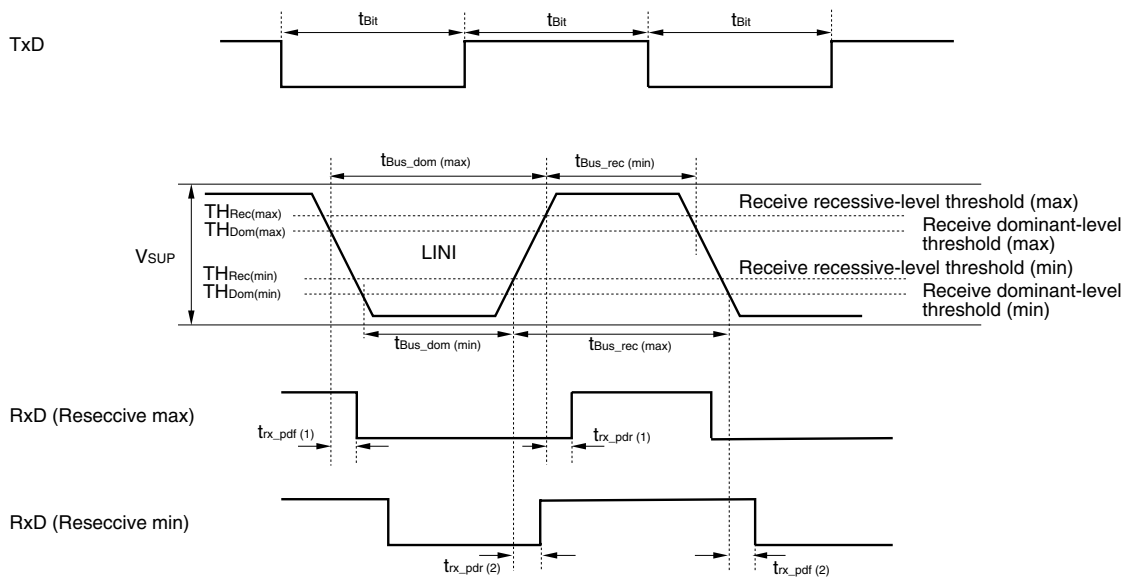 tBit tBit tBit
TxD
tBus_dom (max) tBus_rec (min)
THRec(max) Receive recessive-level threshold (max)
THDom(max) Receive dominant-level
threshold (max)
VSUP LINI
THRec(min) Receive recessive-level threshold (min)
THDom(min) Receive dominant-level
threshold (min)
tBus_dom (min) tBus_rec (max)
RxD (Reseccive max)
trx_pdf (1) trx_pdr (1)
RxD (Reseccive min)
trx_pdr (2) trx_pdf (2)